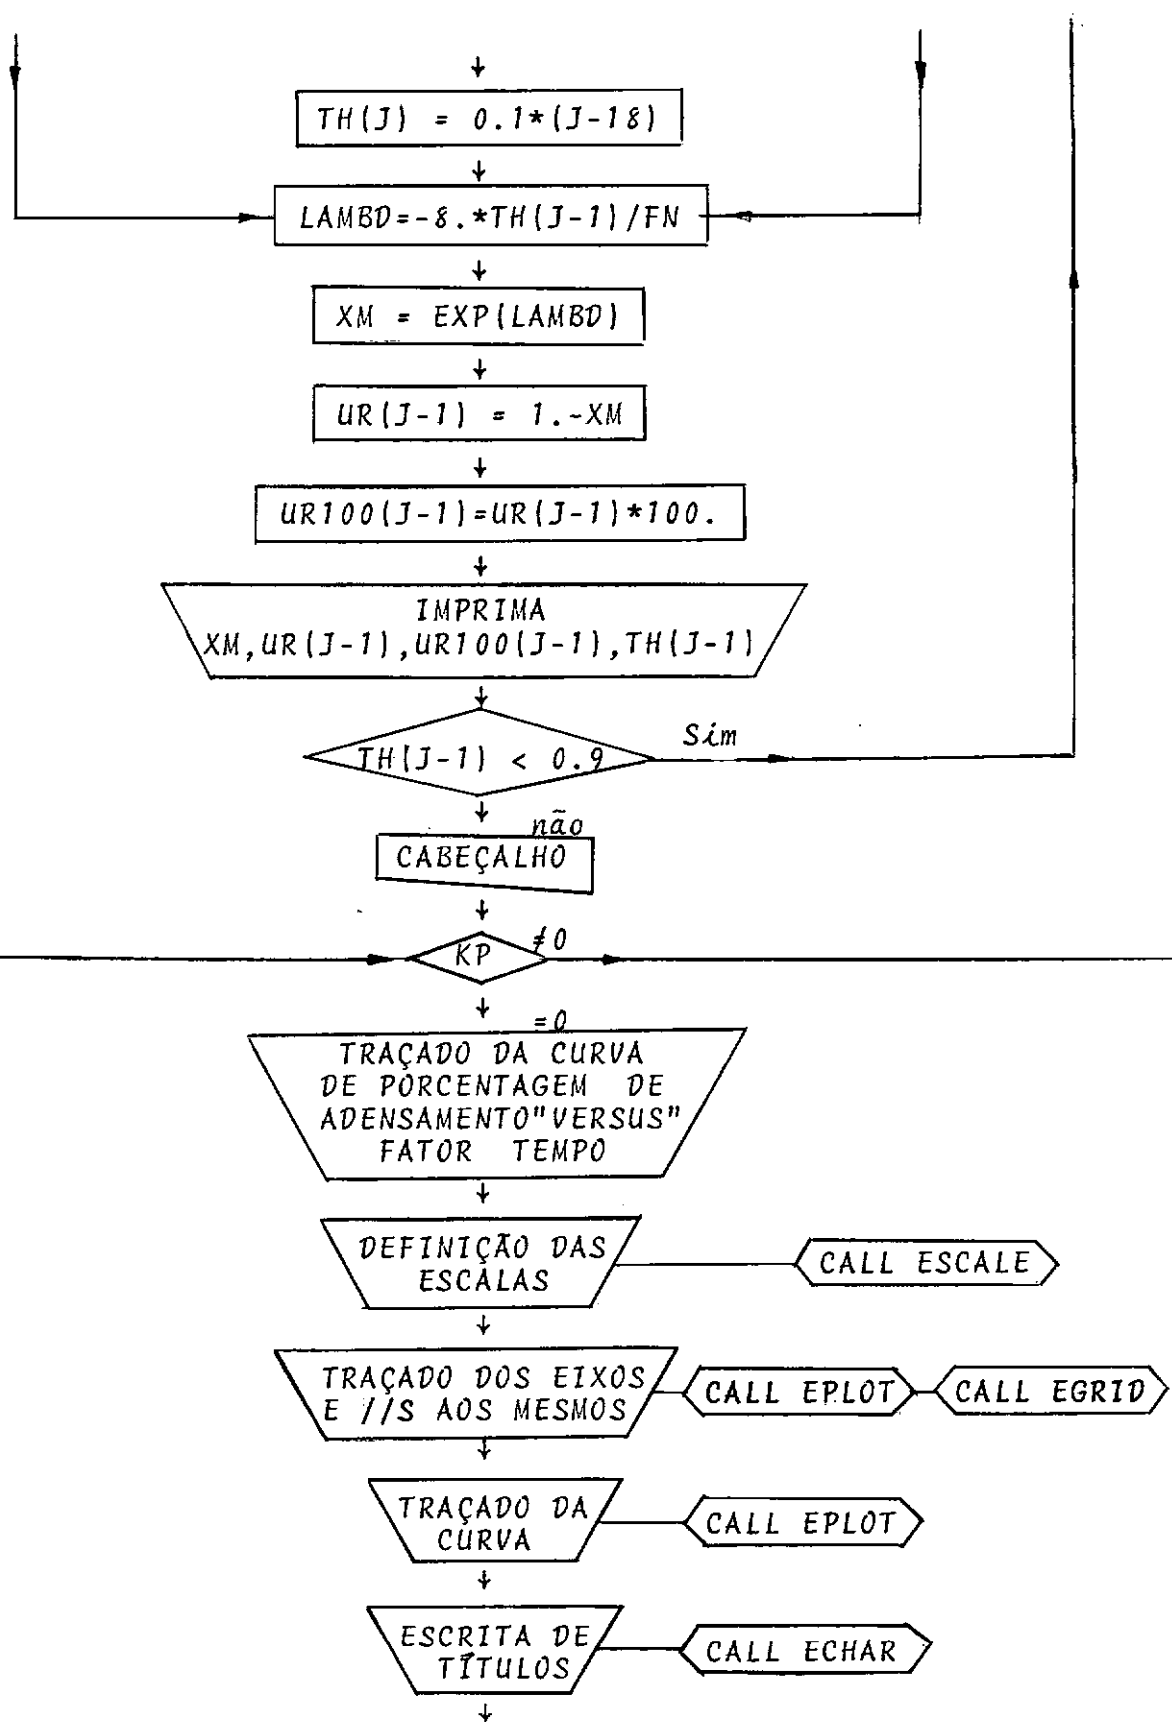 TH(J) = 0.1*(J-18)
LAMBD=-8.*TH(J-1)/FN
XM = EXP(LAMBD)
UR(J-1) = 1.-XM
UR100(J-1)=UR(J-1)*100.
IMPRIMA
XM,UR(J-1),UR100(J-1),TH(J-1)
TH(J-1) < 0.9
Sim
não
CABEÇALHO
KP
≠0
=0
TRAÇADO DA CURVA
DE PORCENTAGEM DE
ADENSAMENTO"VERSUS"
FATOR TEMPO
DEFINIÇÃO DAS
ESCALAS
CALL ESCALE
TRAÇADO DOS EIXOS
E //S AOS MESMOS
CALL EPLOT
CALL EGRID
TRAÇADO DA
CURVA
CALL EPLOT
ESCRITA DE
TÍTULOS
CALL ECHAR